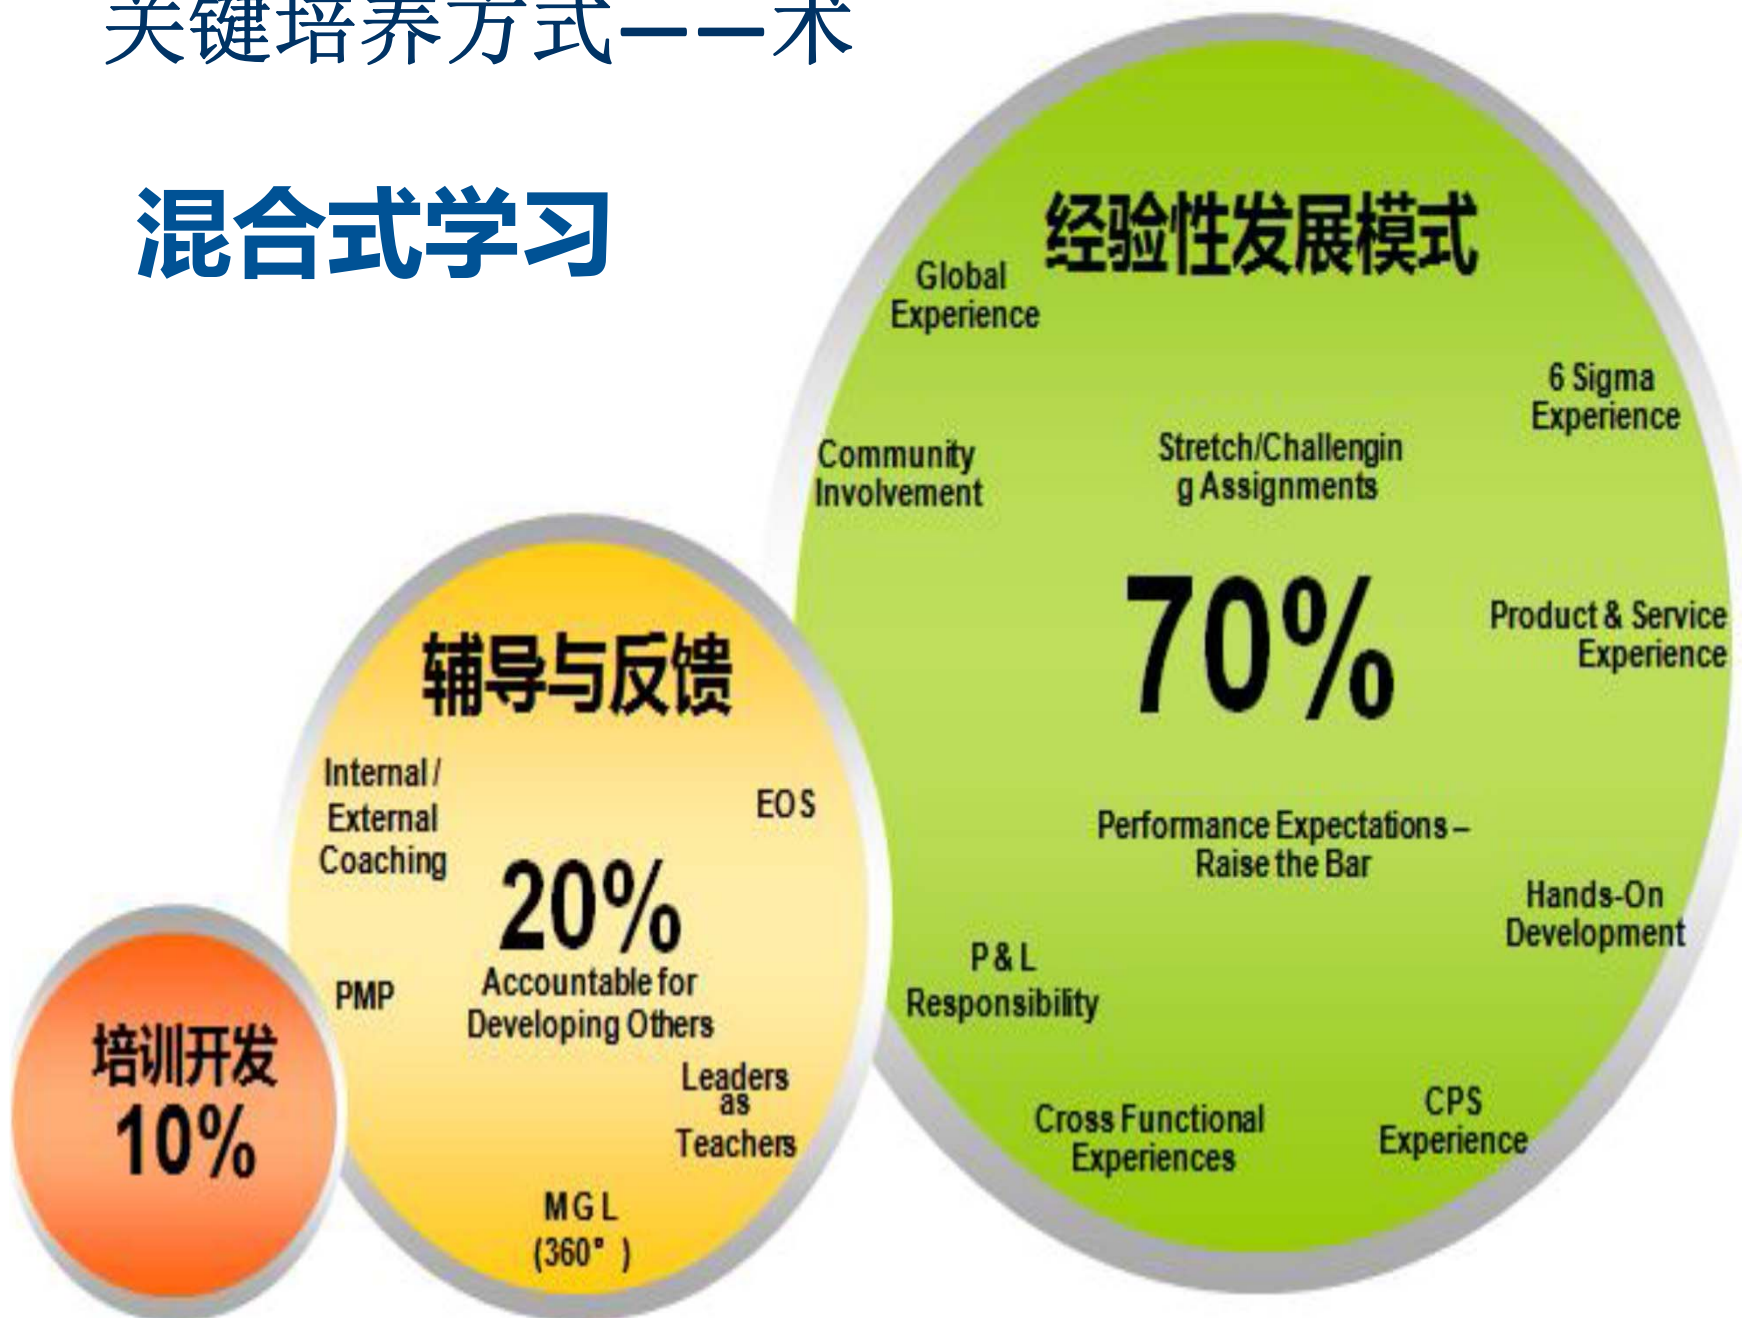 关键培养方式——术
混合式学习
经验性发展模式
Global
Experience
6 Sigma
Experience
Community
Involvement
Stretch/Challengin
g Assignments
70%
Product & Service
Experience
Performance Expectations –
Raise the Bar
Hands-On
Development
P & L
Responsibility
Cross Functional
Experiences
CPS
Experience
辅导与反馈
Internal /
External
Coaching
EOS
20%
Accountable for
Developing Others
PMP
Leaders
as
Teachers
MGL
(360° )
培训开发
10%